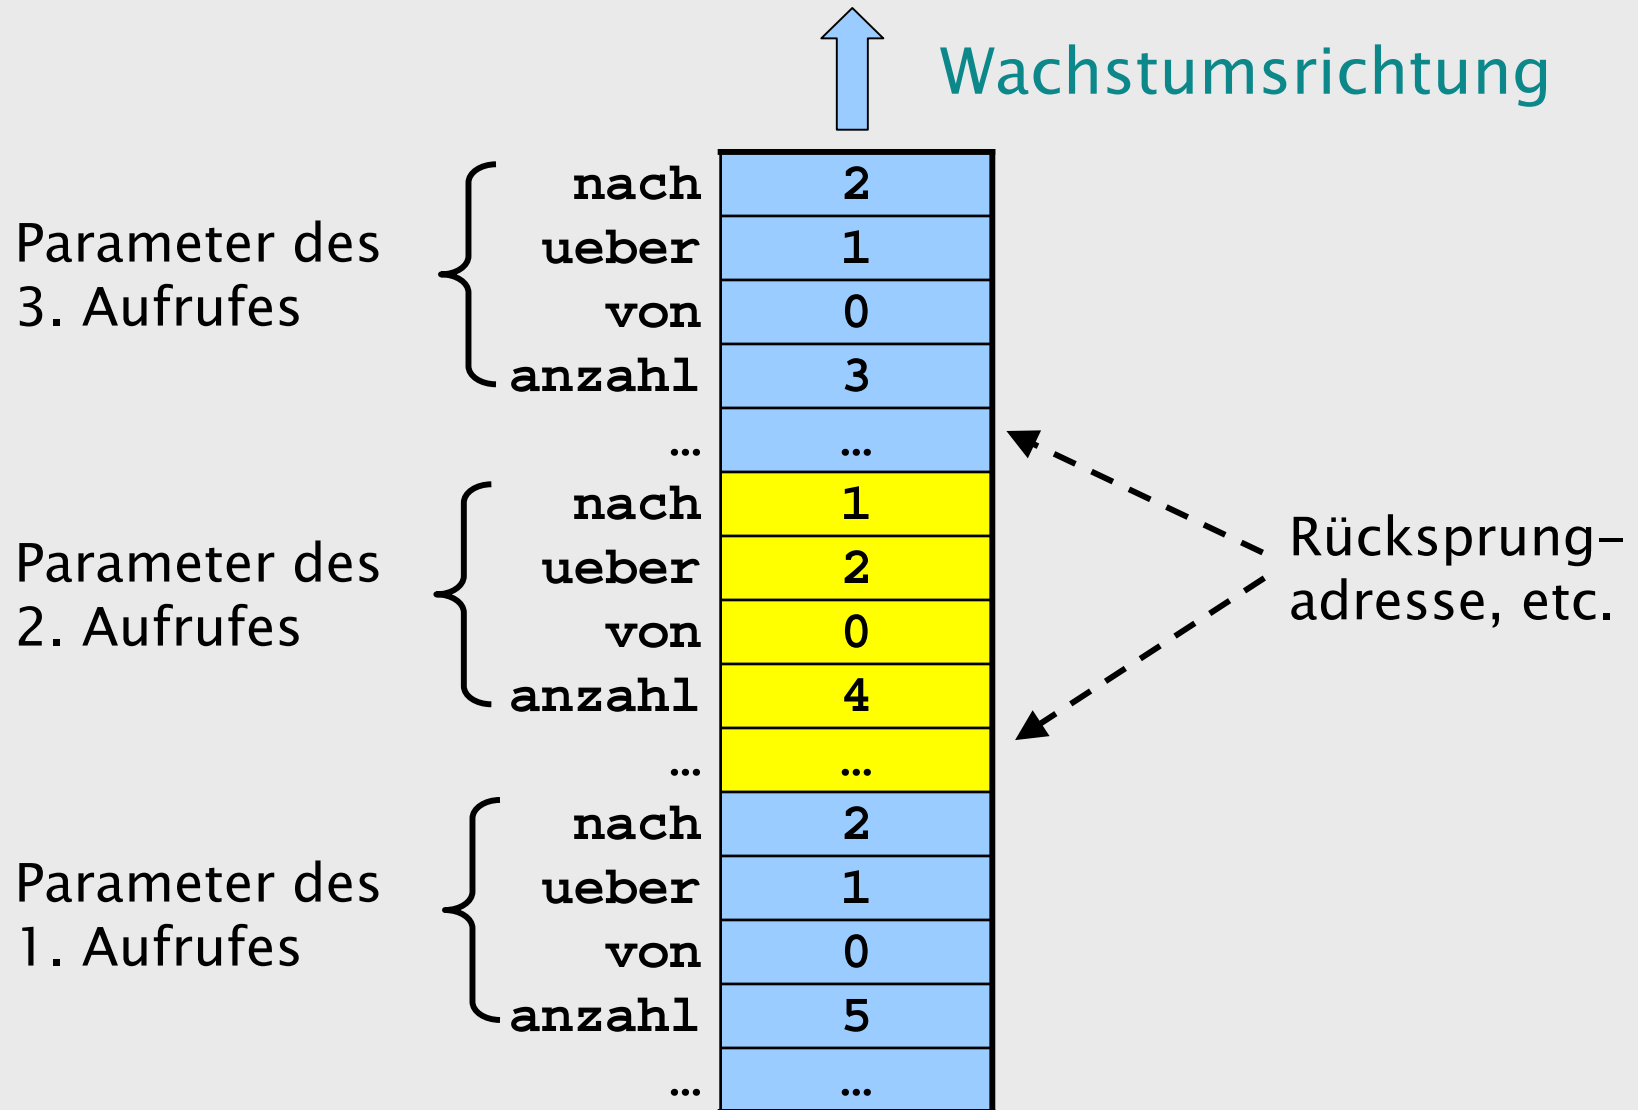 Wachstumsrichtung
nach 2
ueber 1
von 0
anzahl 3
Parameter des
3. Aufrufes
... ...
nach 1
ueber 2
von 0
anzahl 4
Parameter des
2. Aufrufes
Rücksprung-
adresse, etc.
... ...
nach 2
ueber 1
von 0
anzahl 5
Parameter des
1. Aufrufes
... ...